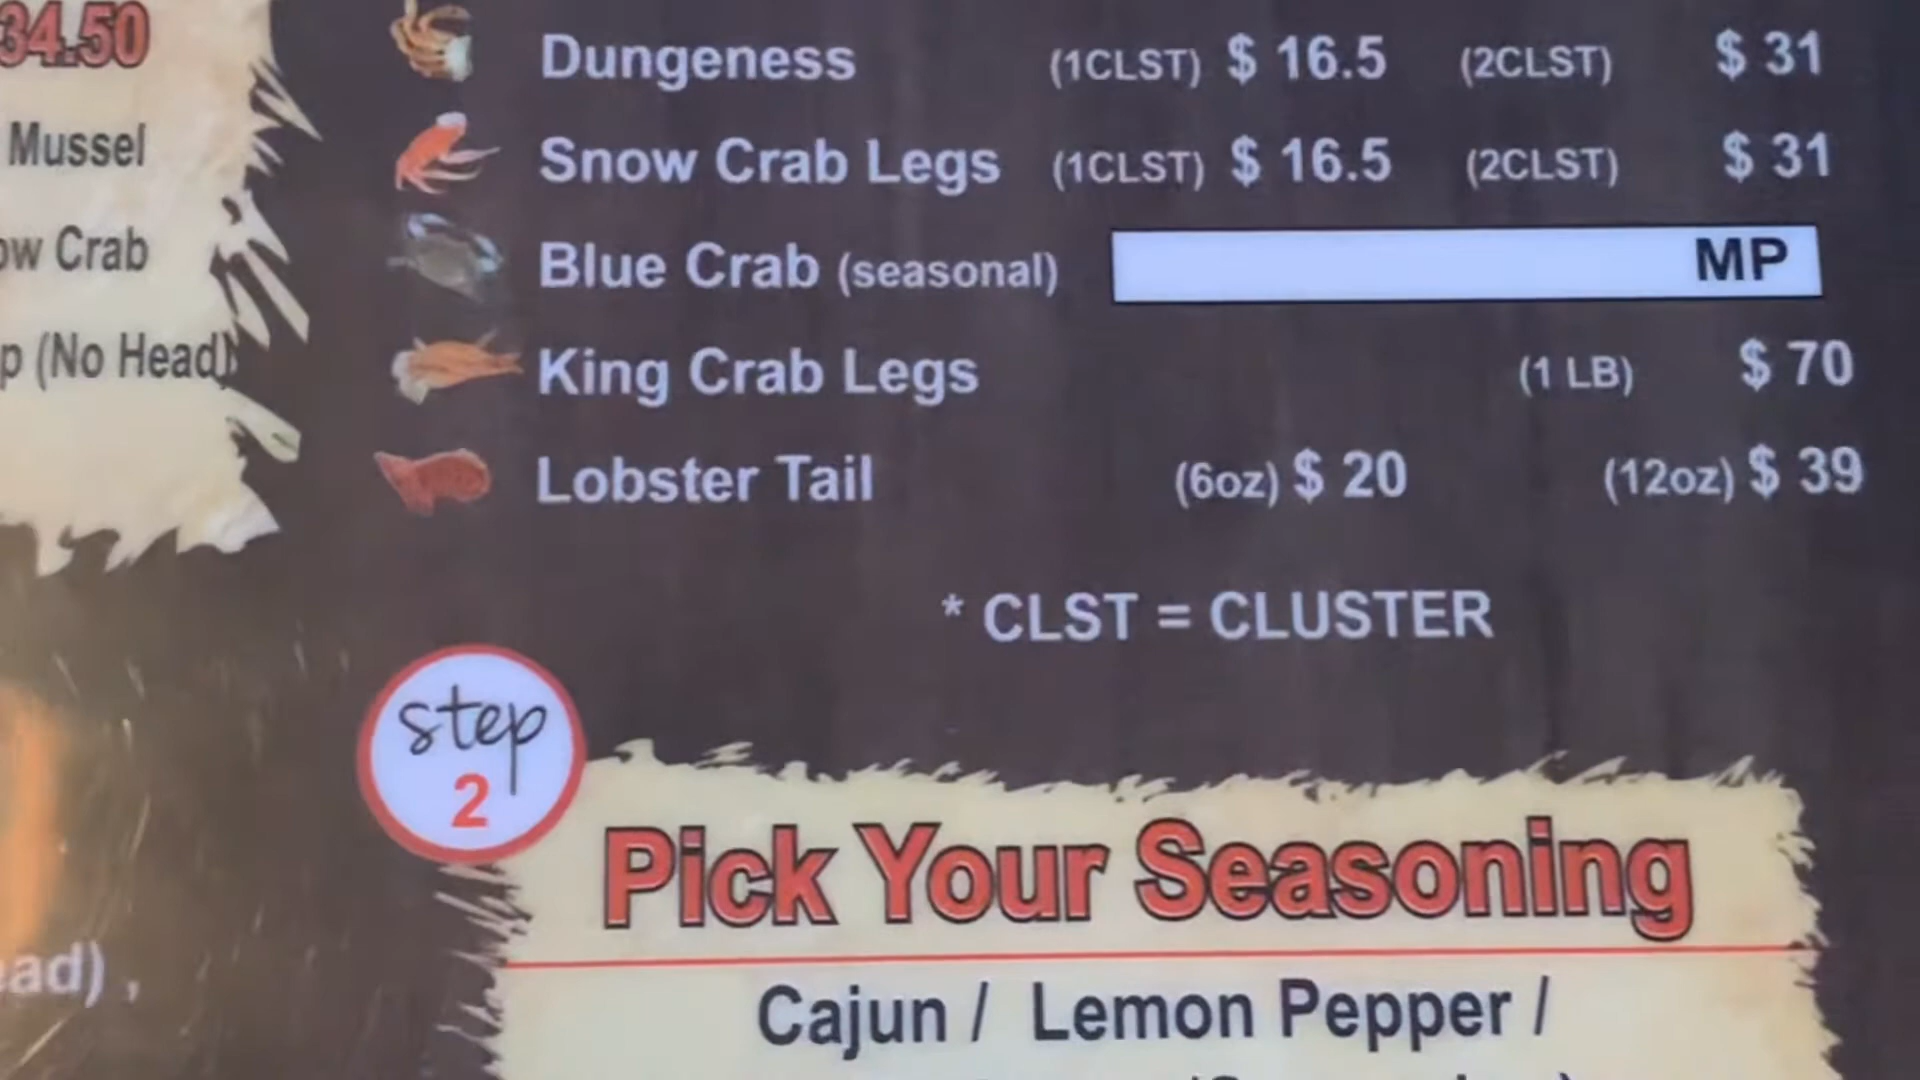 34.50
Mussel
ow Crab
p (No Head)
ead) ,
Dungeness (1CLST) $ 16.5 (2CLST) $ 31
Snow Crab Legs (1CLST) $ 16.5 (2CLST) $ 31
Blue Crab (seasonal) MP
King Crab Legs (1 LB) $ 70
Lobster Tail (6oz) $ 20 (12oz) $ 39
* CLST = CLUSTER
step
2
Pick Your Seasoning
Cajun / Lemon Pepper /